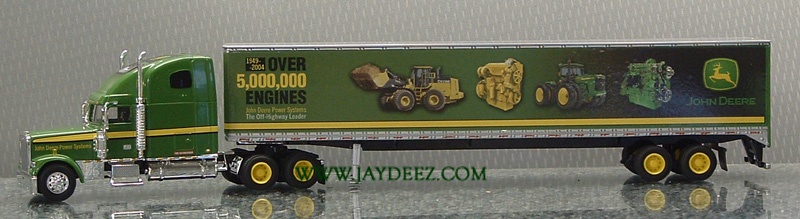 1949-
2004
OVER
5,000,000
ENGINES
John Deere Power Systems
The Off-Highway Leader
JOHN DEERE
John Deere Power Systems
WWW.JAYDEEZ.COM